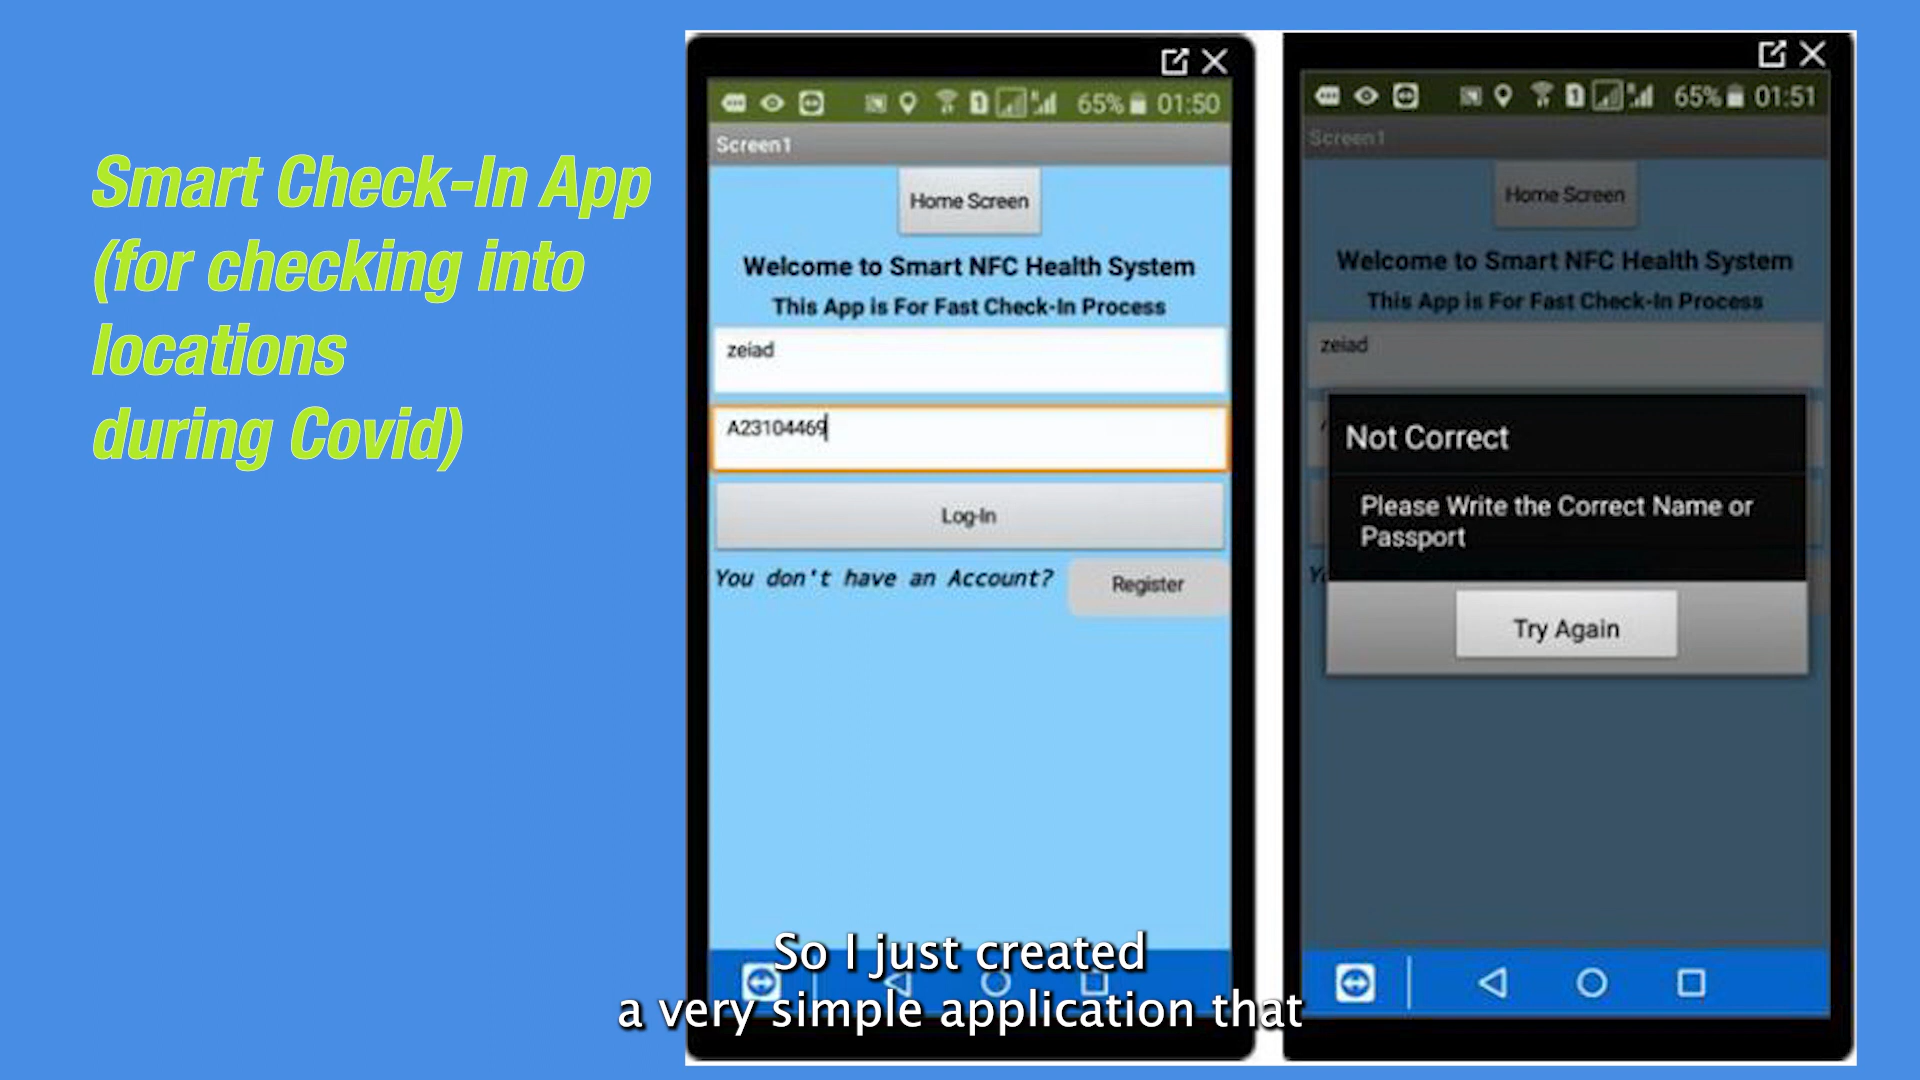 Smart Check-In App
(for checking into
locations
during Covid)
65% 01:50
Screen1
Home Screen
Welcome to Smart NFC Health System
This App is For Fast Check-In Process
zeiad
A23104469
Log-In
You don't have an Account?
Register
65% 01:51
Screen1
Home Screen
Welcome to Smart NFC Health System
This App is For Fast Check-In Process
zeiad
Not Correct
Please Write the Correct Name or
Passport
Try Again
So I just created
a very simple application that